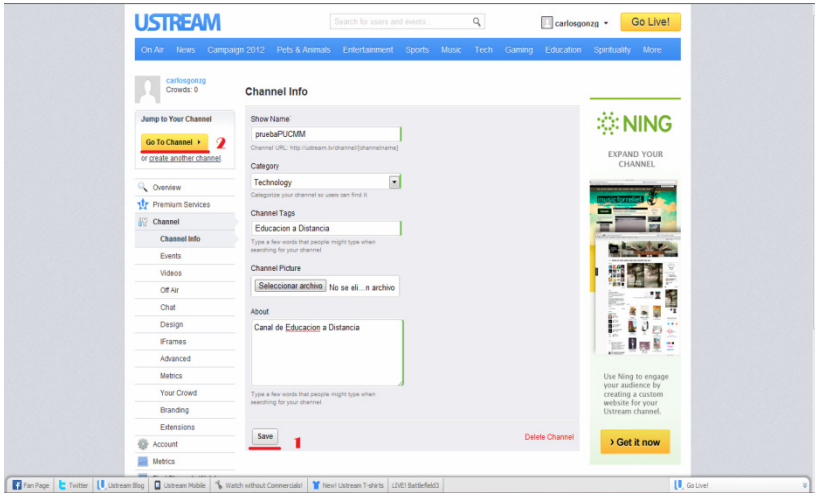 USTREAM
Search for users and events...
carlosgonzg
Go Live!
On Air News Campaign 2012 Pets & Animals Entertainment Sports Music Tech Gaming Education Spirituality More
carlosgonzg
Crowds: 0
Jump to Your Channel
Go To Channel
2
or create another channel
Overview
Premium Services
Channel
Channel Info
Events
Videos
Off Air
Chat
Design
IFrames
Advanced
Metrics
Your Crowd
Branding
Extensions
Account
Metrics
Channel Info
Show Name
pruebaPUCMM
Channel URL: http://ustream.tv/channel/[channelname]
Category
Technology
Categorize your channel so users can find it
Channel Tags
Educacion a Distancia
Type a few words that people might type when
searching for your channel
Channel Picture
Seleccionar archivo No se eli...n archivo
About
Canal de Educacion a Distancia
Type a few words that people might type when
searching for your channel
Save
1
Delete Channel
NING
EXPAND YOUR
CHANNEL
music for relief
Use Ning to engage
your audience by
creating a custom
website for your
Ustream channel.
Get it now
Fan Page Twitter Ustream Blog Ustream Mobile Watch without Commercials! New! Ustream T-shirts LIVE! Battlefield3 Go Live!